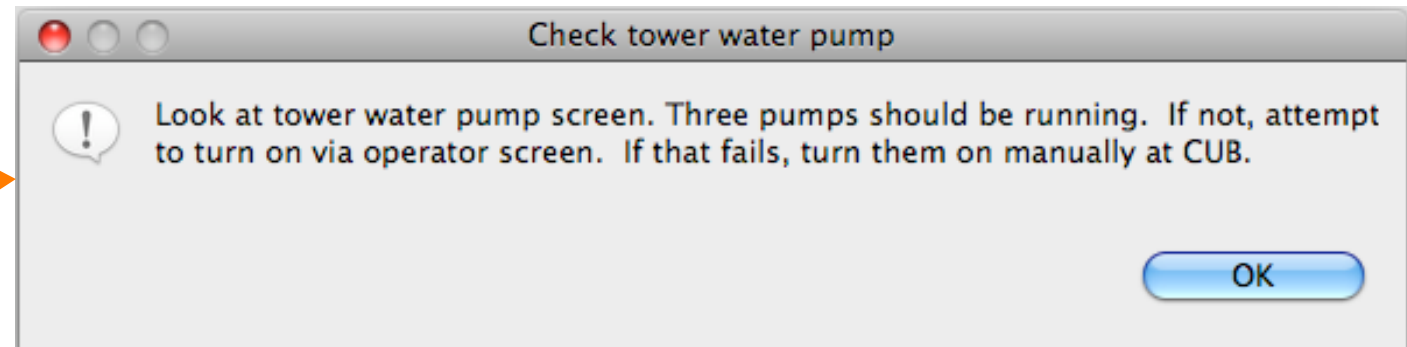 Check tower water pump
Look at tower water pump screen. Three pumps should be running.  If not, attempt
to turn on via operator screen.  If that fails, turn them on manually at CUB.
OK